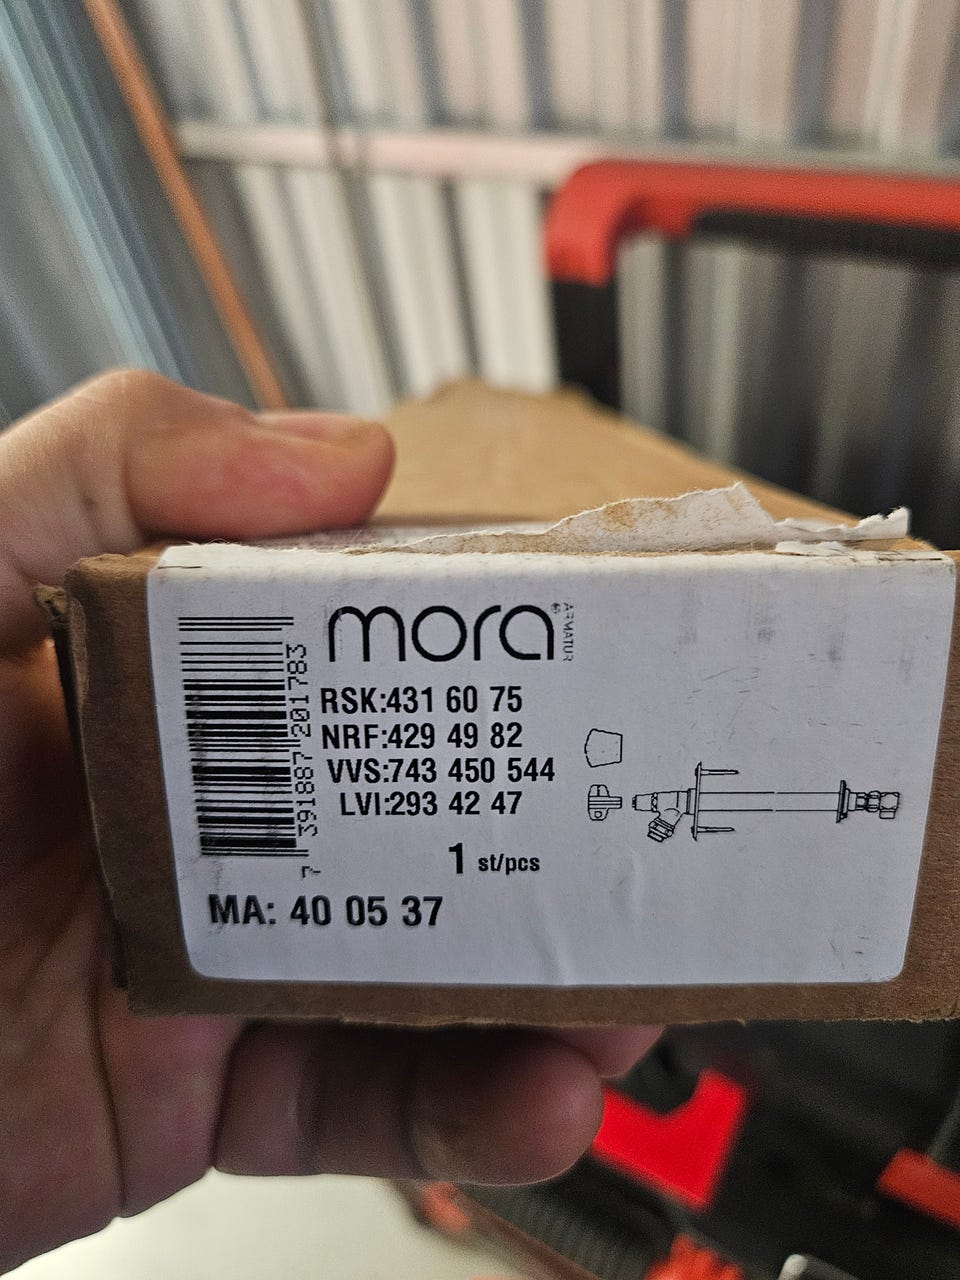 mora®
ARMATUR
RSK:431 60 75
NRF:429 49 82
VVS:743 450 544
LVI:293 42 47
1 st/pcs
MA: 40 05 37
7 391887 201783